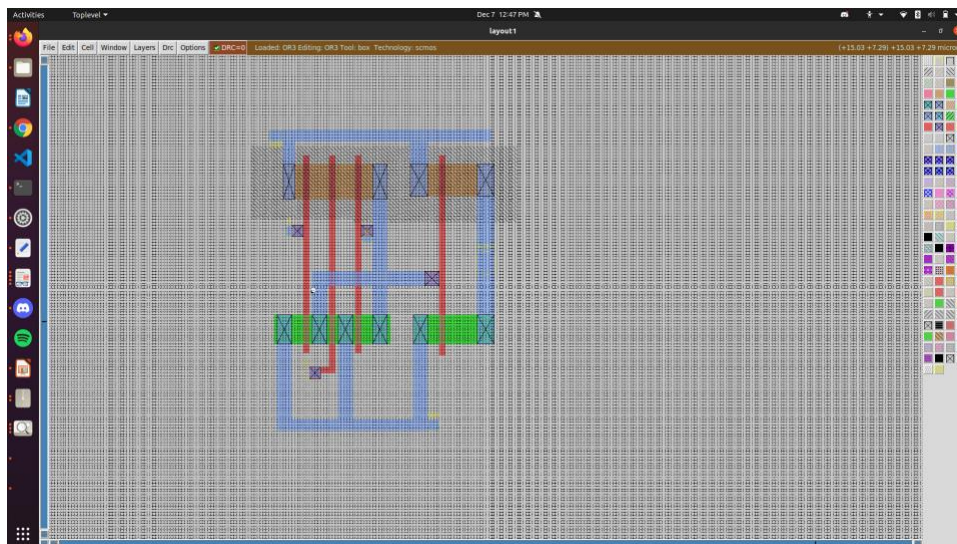 Activities Toplevel Dec 7 12:47 PM
layout1
File Edit Cell Window Layers Drc Options DRC=0 Loaded: OR3 Editing: OR3 Tool: box Technology: scmos (+15.03 +7.29) +15.03 +7.29 micro